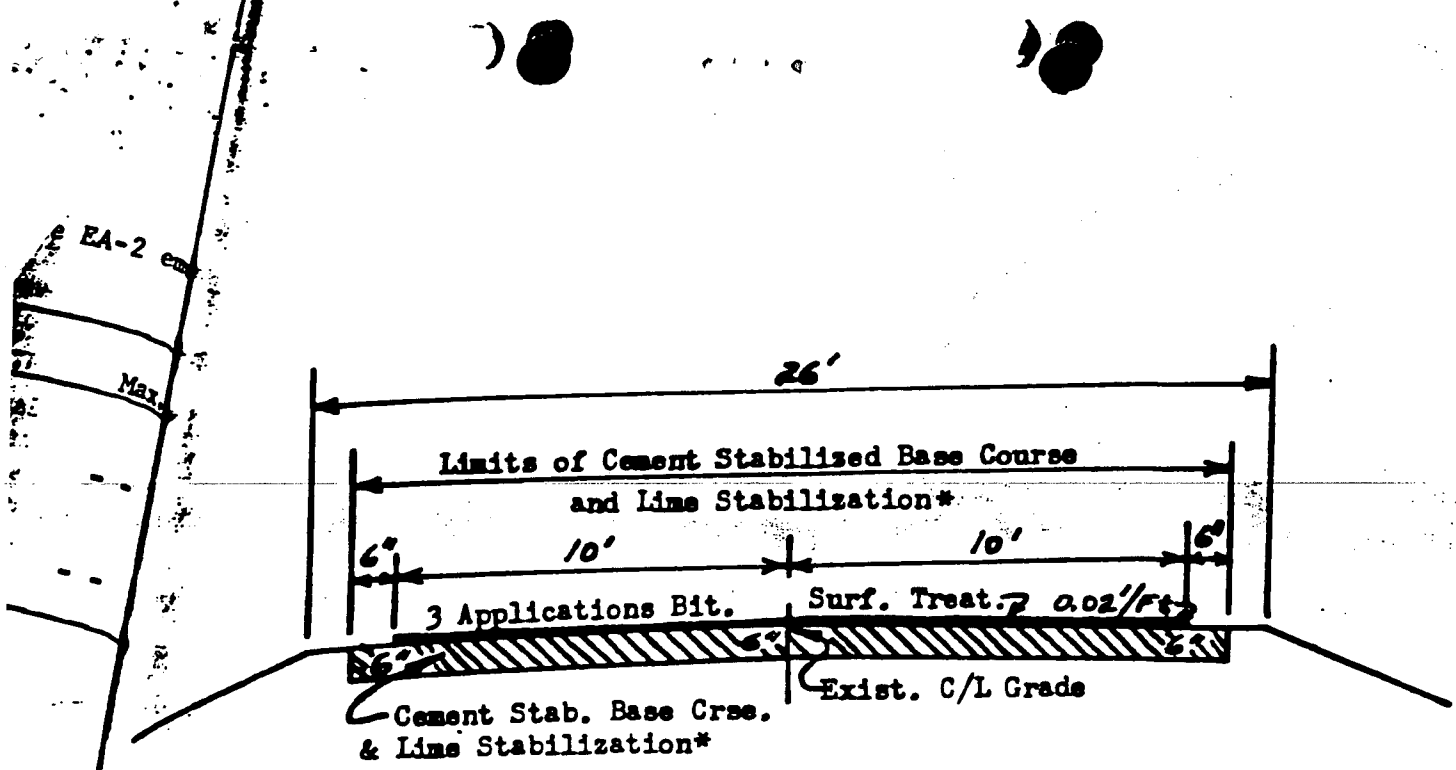 EA-2
Max.
26'
Limits of Cement Stabilized Base Course
and Lime Stabilization*
6" 10' 10' 6"
3 Applications Bit. Surf. Treat. 0.02'/Ft.
6" 6" 6"
Exist. C/L Grade
Cement Stab. Base Crse.
& Lime Stabilization*